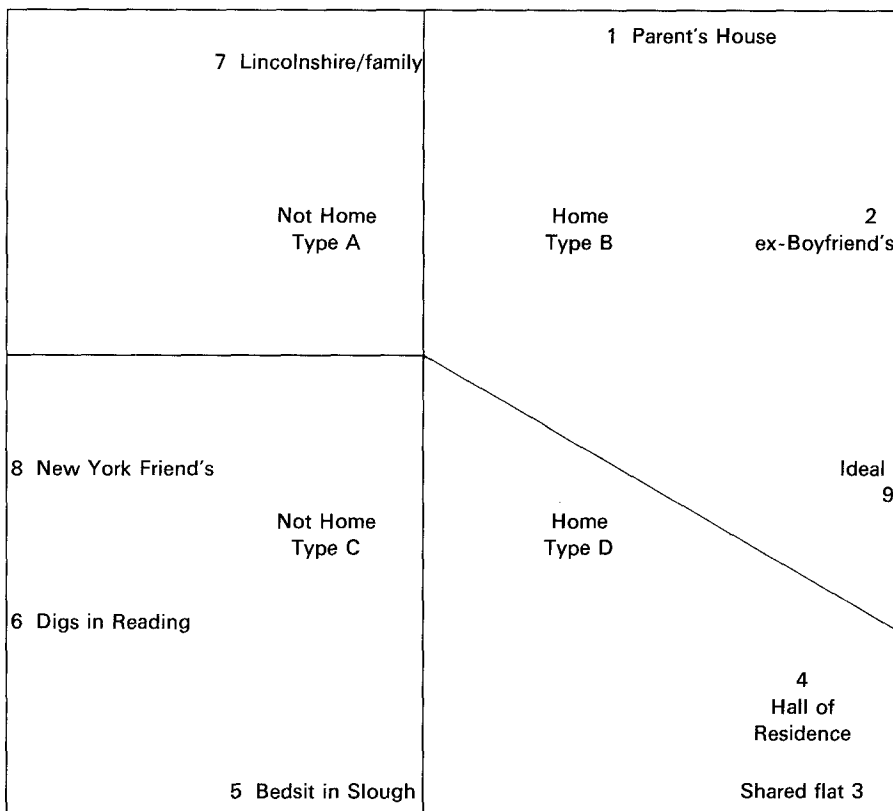 1 Parent's House
7 Lincolnshire/family
Not Home
Type A
Home
Type B
2
ex-Boyfriend's
8 New York Friend's
Ideal
9
Not Home
Type C
Home
Type D
6 Digs in Reading
4
Hall of
Residence
5 Bedsit in Slough
Shared flat 3